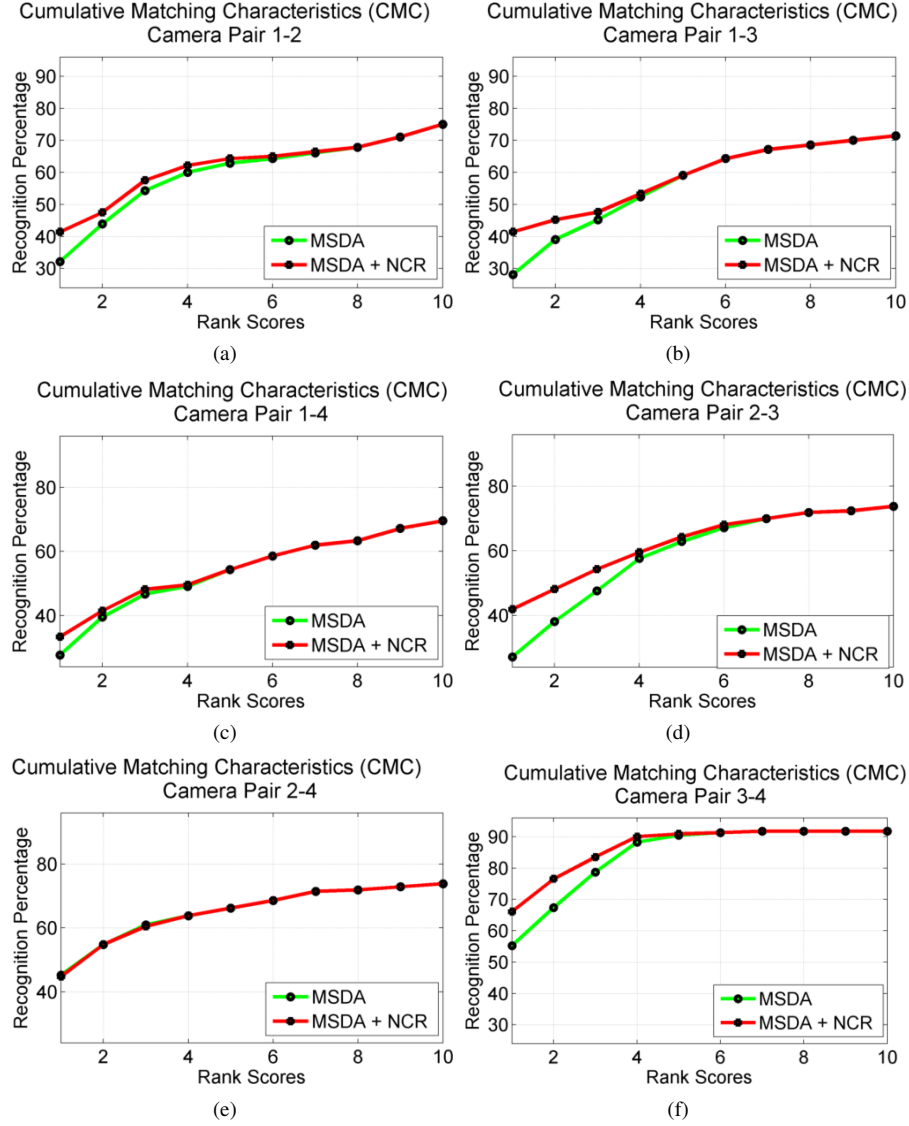 Cumulative Matching Characteristics (CMC)
Camera Pair 1-2
Recognition Percentage
90
80
70
60
50
40
30
2 4 6 8 10
Rank Scores
MSDA
MSDA + NCR
(a)
Cumulative Matching Characteristics (CMC)
Camera Pair 1-3
Recognition Percentage
90
80
70
60
50
40
30
2 4 6 8 10
Rank Scores
MSDA
MSDA + NCR
(b)
Cumulative Matching Characteristics (CMC)
Camera Pair 1-4
Recognition Percentage
80
60
40
2 4 6 8 10
Rank Scores
MSDA
MSDA + NCR
(c)
Cumulative Matching Characteristics (CMC)
Camera Pair 2-3
Recognition Percentage
80
60
40
2 4 6 8 10
Rank Scores
MSDA
MSDA + NCR
(d)
Cumulative Matching Characteristics (CMC)
Camera Pair 2-4
Recognition Percentage
80
60
40
2 4 6 8 10
Rank Scores
MSDA
MSDA + NCR
(e)
Cumulative Matching Characteristics (CMC)
Camera Pair 3-4
Recognition Percentage
90
80
70
60
50
40
30
2 4 6 8 10
Rank Scores
MSDA
MSDA + NCR
(f)